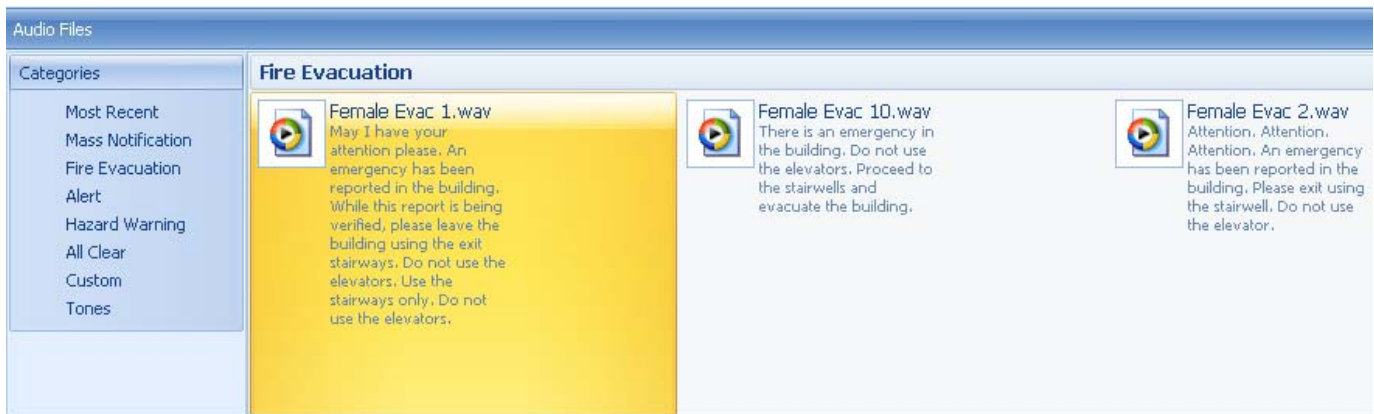 Audio Files
Categories
Most Recent
Mass Notification
Fire Evacuation
Alert
Hazard Warning
All Clear
Custom
Tones
Fire Evacuation
Female Evac 1.wav
May I have your
attention please. An
emergency has been
reported in the building.
While this report is being
verified, please leave the
building using the exit
stairways. Do not use the
elevators. Use the
stairways only. Do not
use the elevators.
Female Evac 10.wav
There is an emergency in
the building. Do not use
the elevators. Proceed to
the stairwells and
evacuate the building.
Female Evac 2.wav
Attention. Attention.
Attention. An emergency
has been reported in the
building. Please exit using
the stairwell. Do not use
the elevator.